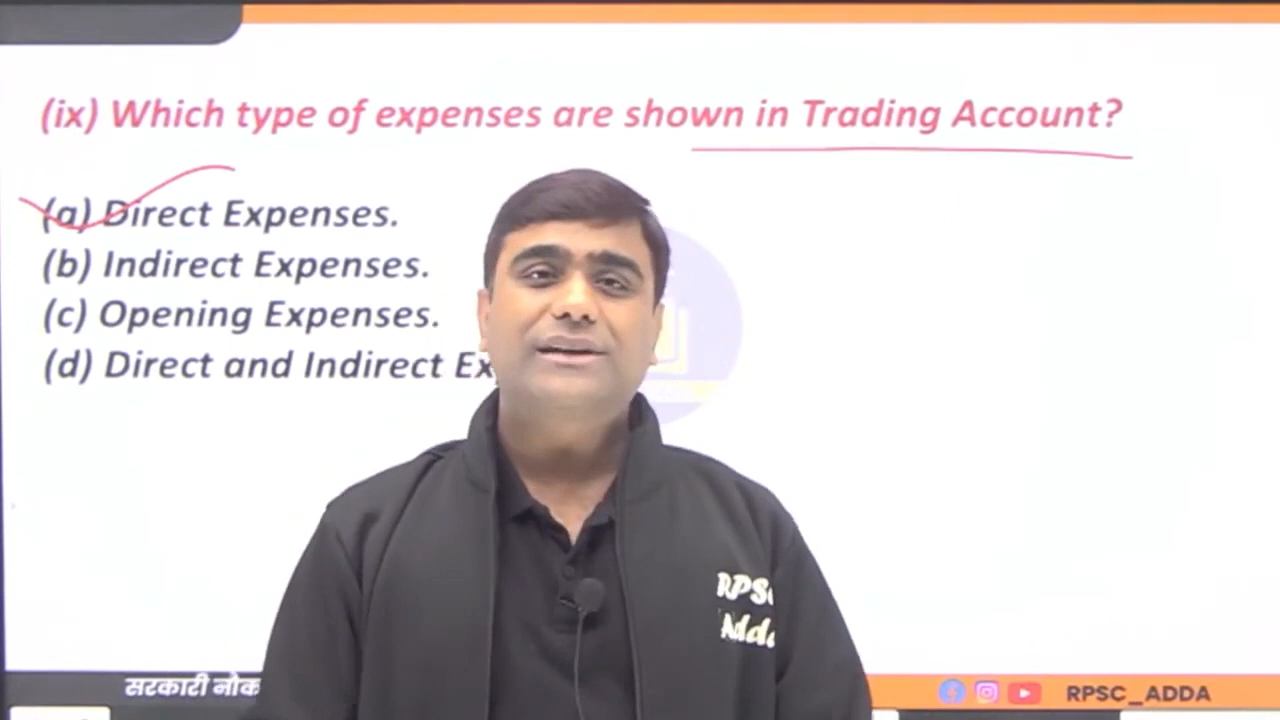 (ix) Which type of expenses are shown in Trading Account?
(a) Direct Expenses.
(b) Indirect Expenses.
(c) Opening Expenses.
(d) Direct and Indirect
RPSC
Adda
सरकारी
RPSC_ADDA